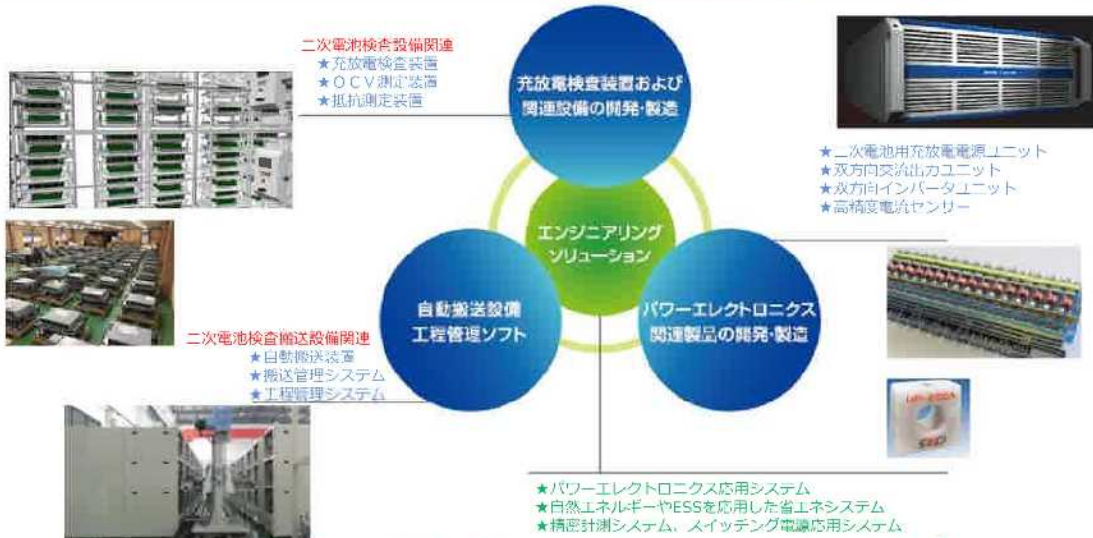 二次電池検査設備関連
★充放電検査装置
★OCV測定装置
★抵抗測定装置
充放電検査装置および
関連設備の開発・製造
★二次電池用充放電電源ユニット
★双方向交流出力ユニット
★双方向インバータユニット
★高精度電流センサー
エンジニアリング
ソリューション
自動搬送設備
工程管理ソフト
パワーエレクトロニクス
関連製品の開発・製造
二次電池検査搬送設備関連
★自動搬送装置
★搬送管理システム
★工程管理システム
★パワーエレクトロニクス応用システム
★自然エネルギーやESSを応用した省エネシステム
★精密計測システム、スイッチング電源応用システム